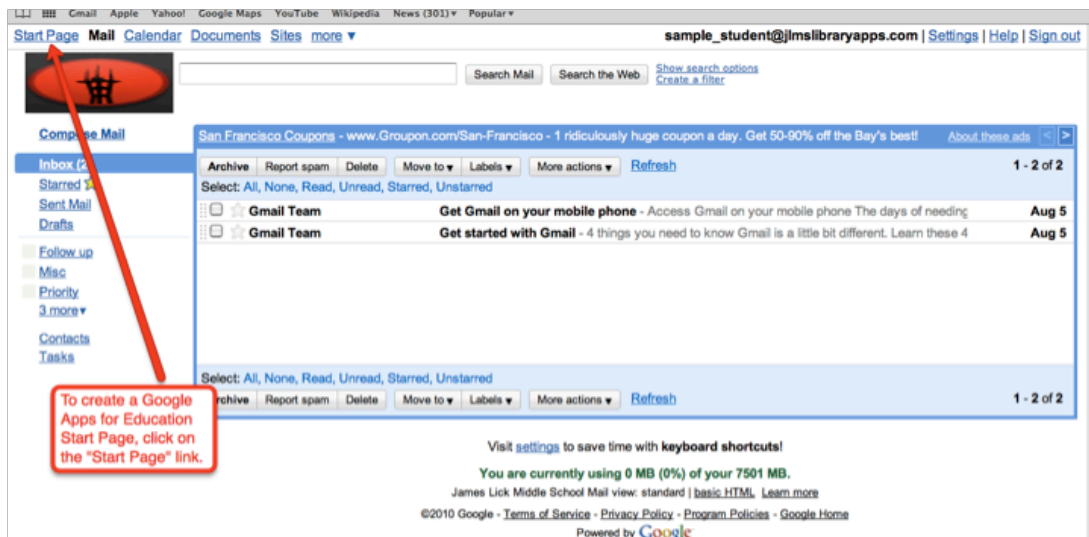 Gmail Apple Yahoo! Google Maps YouTube Wikipedia News (301)▾ Popular▾
Start Page Mail Calendar Documents Sites more ▼ sample_student@jlmslibraryapps.com | Settings | Help | Sign out
Search Mail Search the Web Show search options
Create a filter
Compose Mail
San Francisco Coupons - www.Groupon.com/San-Francisco - 1 ridiculously huge coupon a day. Get 50-90% off the Bay's best! About these ads < >
Inbox (2
Archive Report spam Delete Move to ▾ Labels ▾ More actions ▾ Refresh 1 - 2 of 2
Starred
Select: All, None, Read, Unread, Starred, Unstarred
Sent Mail
Gmail Team Get Gmail on your mobile phone - Access Gmail on your mobile phone The days of needing Aug 5
Drafts
Gmail Team Get started with Gmail - 4 things you need to know Gmail is a little bit different. Learn these 4 Aug 5
Follow up
Misc
Priority
3 more▾
Contacts
Tasks
To create a Google
Apps for Education
Start Page, click on
the "Start Page" link.
Select: All, None, Read, Unread, Starred, Unstarred
rchive Report spam Delete Move to ▾ Labels ▾ More actions ▾ Refresh 1 - 2 of 2
Visit settings to save time with keyboard shortcuts!
You are currently using 0 MB (0%) of your 7501 MB.
James Lick Middle School Mail view: standard | basic HTML Learn more
©2010 Google - Terms of Service - Privacy Policy - Program Policies - Google Home
Powered by Google